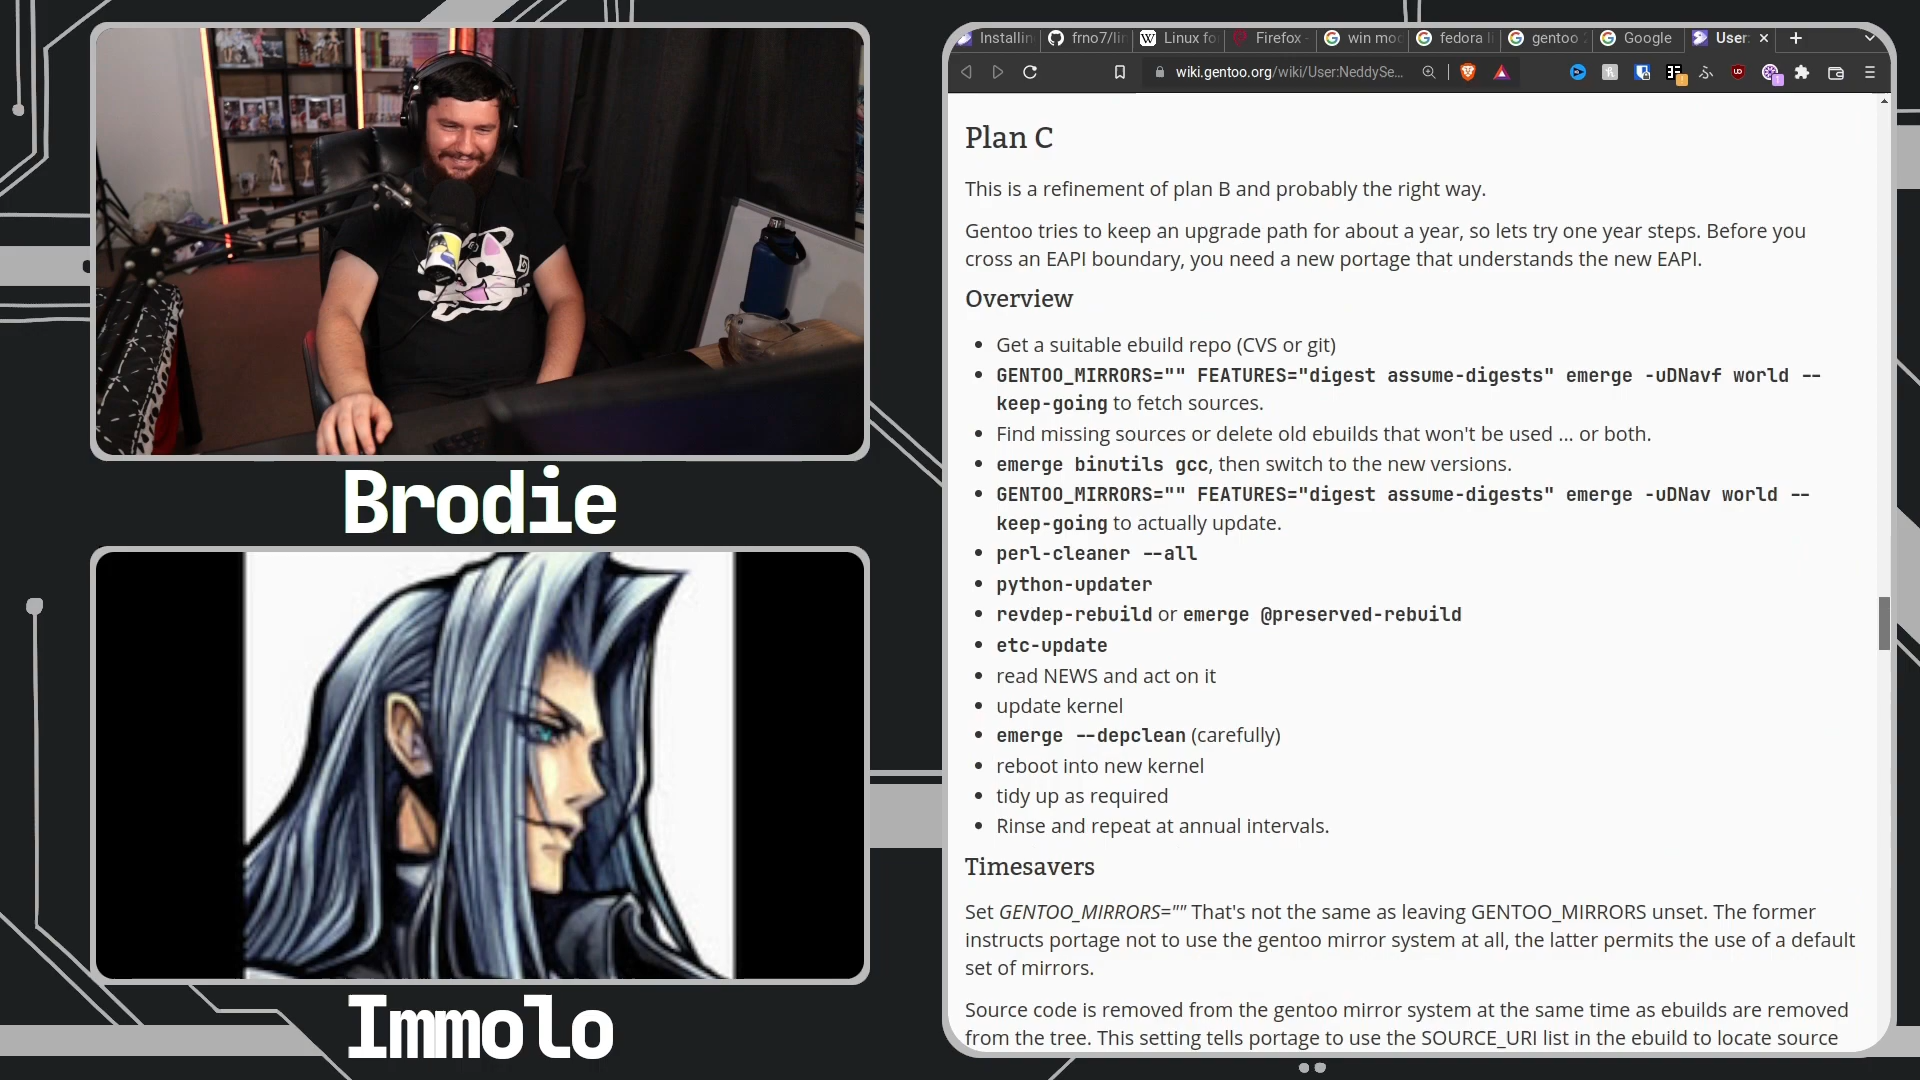 Installin
frno7/li
Linux fo
Firefox -
win mo
fedora li
gentoo
Google
User:
wiki.gentoo.org/wiki/User:NeddySe...
Plan C
This is a refinement of plan B and probably the right way.
Gentoo tries to keep an upgrade path for about a year, so lets try one year steps. Before you
cross an EAPI boundary, you need a new portage that understands the new EAPI.
Overview
Get a suitable ebuild repo (CVS or git)
GENTOO_MIRRORS="" FEATURES="digest assume-digests" emerge -uDNavf world --
keep-going to fetch sources.
Find missing sources or delete old ebuilds that won't be used ... or both.
emerge binutils gcc, then switch to the new versions.
GENTOO_MIRRORS="" FEATURES="digest assume-digests" emerge -uDNav world --
keep-going to actually update.
perl-cleaner --all
python-updater
revdep-rebuild or emerge @preserved-rebuild
etc-update
read NEWS and act on it
update kernel
emerge --depclean (carefully)
reboot into new kernel
tidy up as required
Rinse and repeat at annual intervals.
Timesavers
Set GENTOO_MIRRORS="" That's not the same as leaving GENTOO_MIRRORS unset. The former
instructs portage not to use the gentoo mirror system at all, the latter permits the use of a default
set of mirrors.
Source code is removed from the gentoo mirror system at the same time as ebuilds are removed
from the tree. This setting tells portage to use the SOURCE_URI list in the ebuild to locate source
Brodie
Immolo